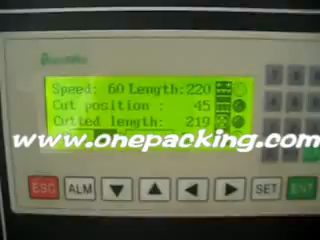 Speed: 60 Length:220
Cut position : 45
Cutted length: 219
www.onepacking.com
ESC ALM SET ENT